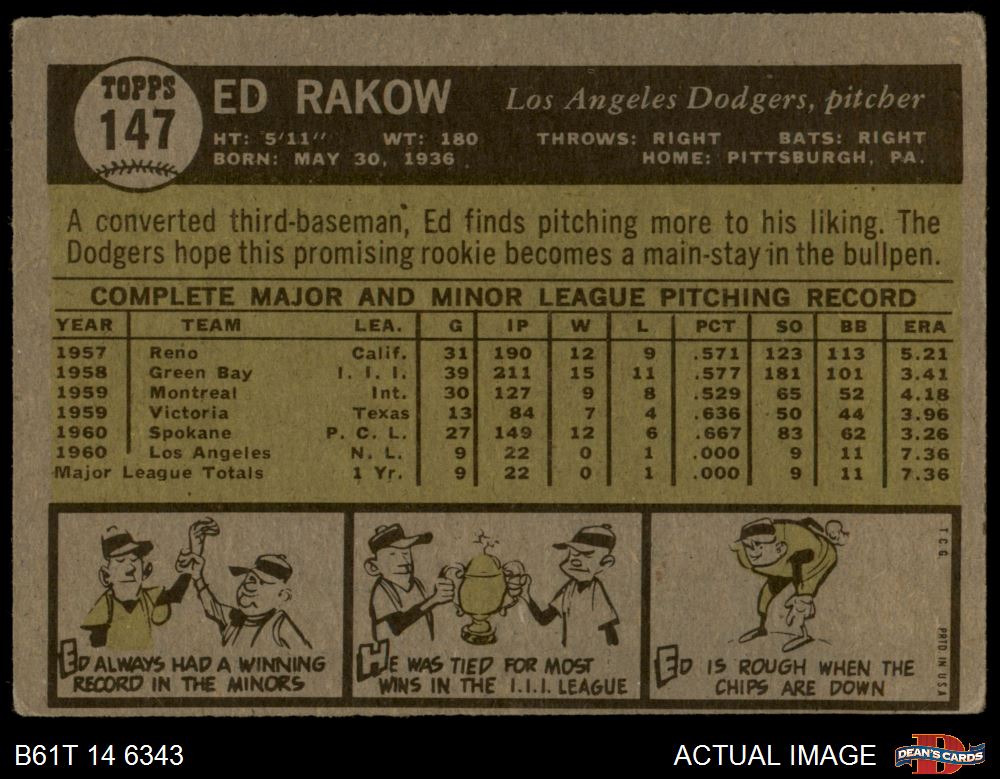 TOPPS
147
ED RAKOW
Los Angeles Dodgers, pitcher
HT: 5'11" WT: 180 THROWS: RIGHT BATS: RIGHT
BORN: MAY 30, 1936 HOME: PITTSBURGH, PA.
A converted third-baseman, Ed finds pitching more to his liking. The
Dodgers hope this promising rookie becomes a main-stay in the bullpen.
COMPLETE MAJOR AND MINOR LEAGUE PITCHING RECORD
YEAR TEAM LEA. G IP W L PCT SO BB ERA
1957 Reno Calif. 31 190 12 9 .571 123 113 5.21
1958 Green Bay I. I. I. 39 211 15 11 .577 181 101 3.41
1959 Montreal Int. 30 127 9 8 .529 65 52 4.18
1959 Victoria Texas 13 84 7 4 .636 50 44 3.96
1960 Spokane P. C. L. 27 149 12 6 .667 83 62 3.26
1960 Los Angeles N. L. 9 22 0 1 .000 9 11 7.36
Major League Totals 1 Yr. 9 22 0 1 .000 9 11 7.36
ED ALWAYS HAD A WINNING
RECORD IN THE MINORS
HE WAS TIED FOR MOST
WINS IN THE I.I.I. LEAGUE
ED IS ROUGH WHEN THE
CHIPS ARE DOWN
T.C.G.
PRTD IN USA
B61T 14 6343
ACTUAL IMAGE
DEAN'S CARDS